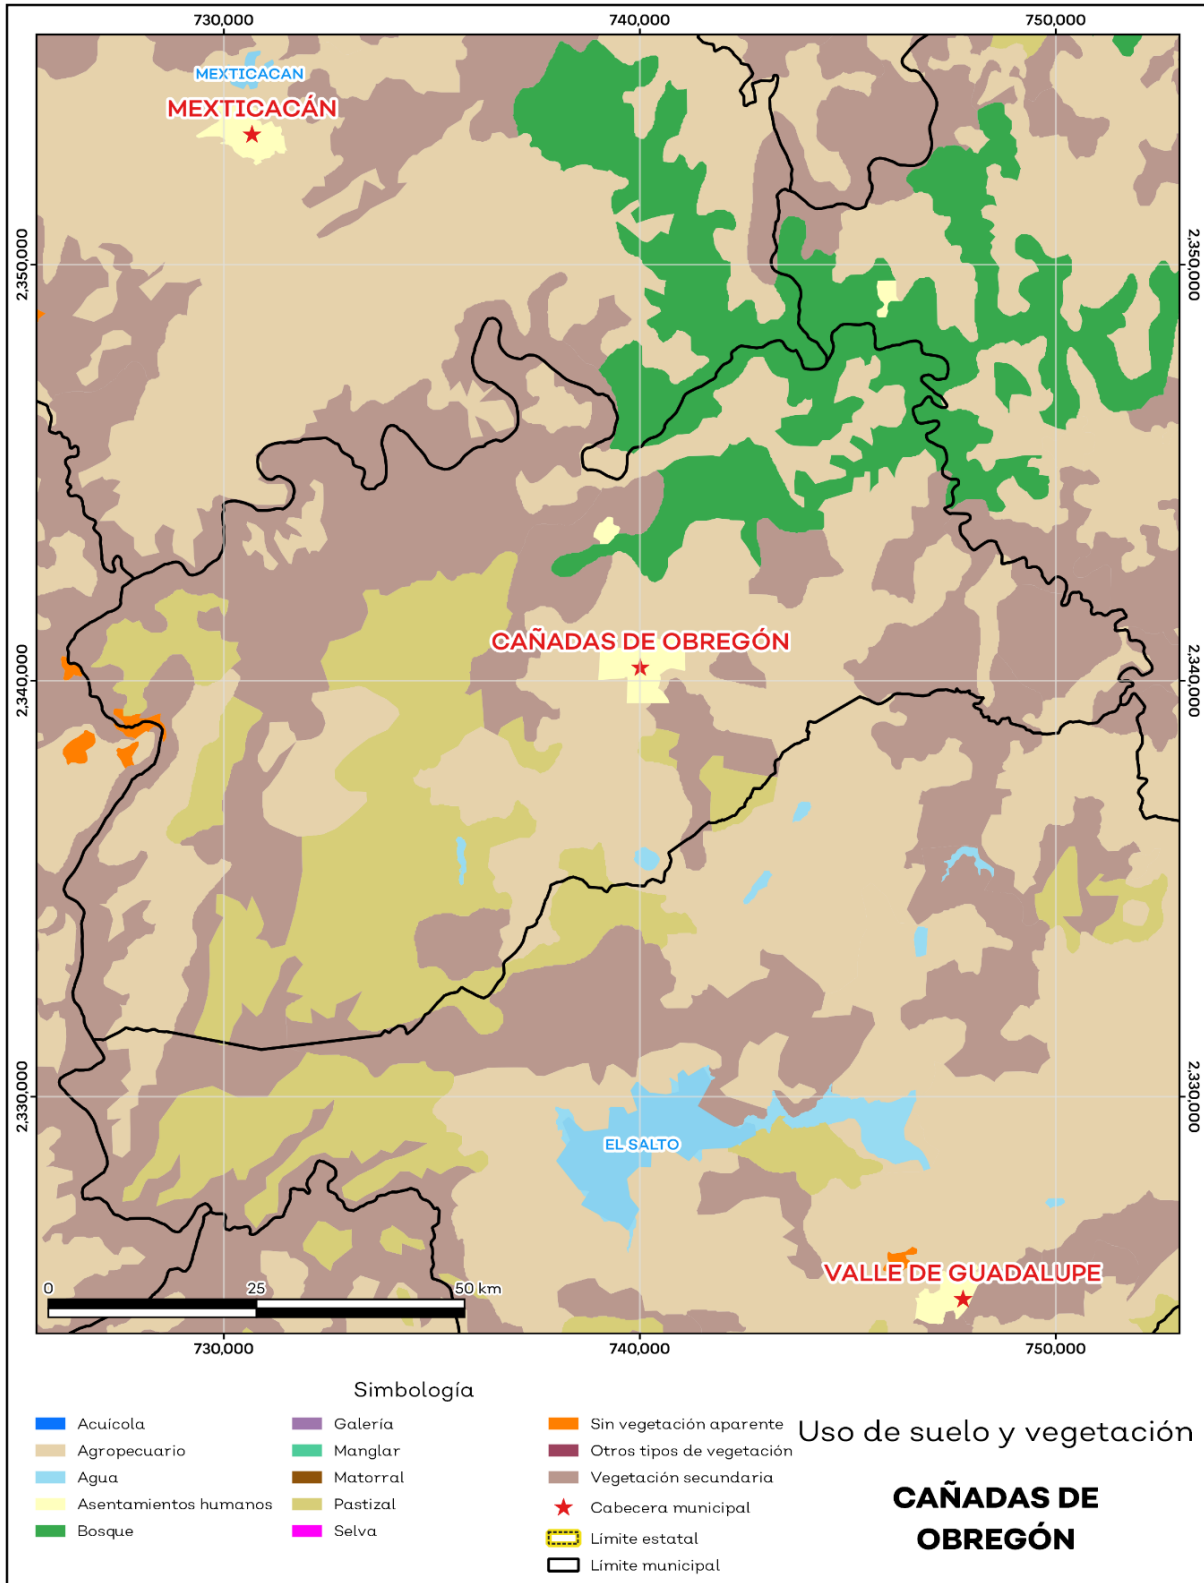 730,000
740,000
750,000
MEXTICACAN
MEXTICACÁN
2,350,000
2,350,000
CAÑADAS DE OBREGÓN
2,340,000
2,340,000
2,330,000
2,330,000
EL SALTO
VALLE DE GUADALUPE
0
25
50 km
730,000
740,000
750,000
Simbología
Acuícola
Agropecuario
Agua
Asentamientos humanos
Bosque
Galería
Manglar
Matorral
Pastizal
Selva
Sin vegetación aparente
Otros tipos de vegetación
Vegetación secundaria
Cabecera municipal
Límite estatal
Límite municipal
Uso de suelo y vegetación
CAÑADAS DE
OBREGÓN